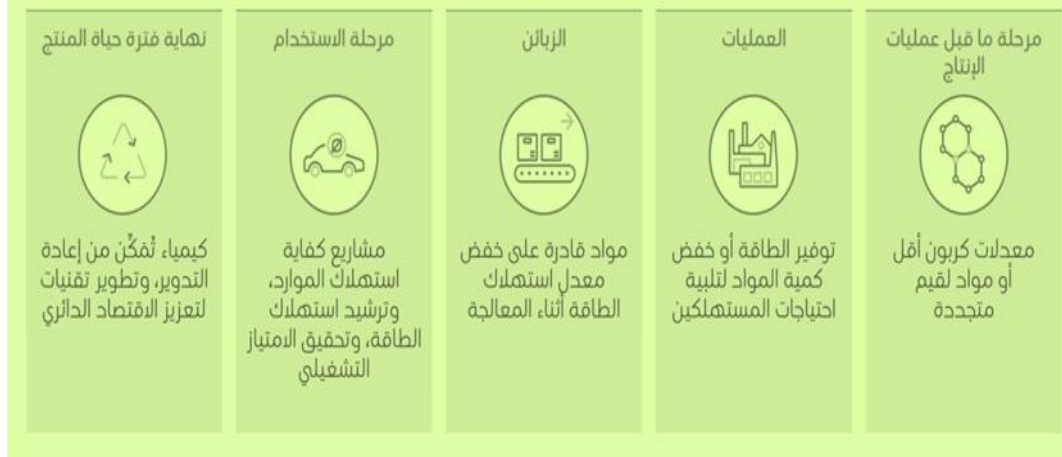 مرحلة ما قبل عمليات
الإنتاج
معدلات كربون أقل
أو مواد لقيم
متجددة
العمليات
توفير الطاقة أو خفض
كمية المواد لتلبية
احتياجات المستهلكين
الزبائن
مواد قادرة على خفض
معدل استهلاك
الطاقة أثناء المعالجة
مرحلة الاستخدام
مشاريع كفاية
استهلاك الموارد،
وترشيد استهلاك
الطاقة، وتحقيق الامتياز
التشغيلي
نهاية فترة حياة المنتج
كيمياء تُمكِّن من إعادة
التدوير، وتطوير تقنيات
لتعزيز الاقتصاد الدائري